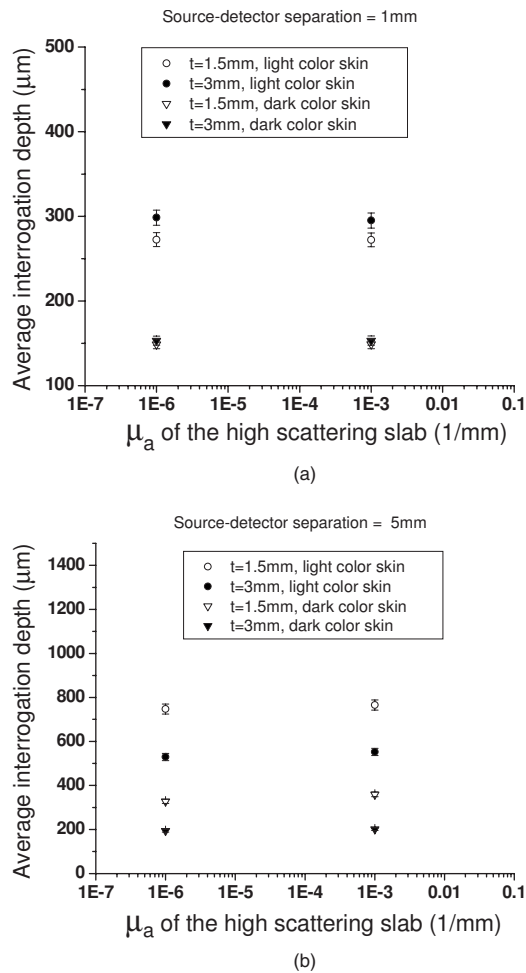 Source-detector separation = 1mm
500
400
300
200
100
Average interrogation depth (μm)
t=1.5mm, light color skin
t=3mm, light color skin
t=1.5mm, dark color skin
t=3mm, dark color skin
1E-7 1E-6 1E-5 1E-4 1E-3 0.01 0.1
μa of the high scattering slab (1/mm)
(a)
Source-detector separation = 5mm
1400
1200
1000
800
600
400
200
0
Average interrogation depth (μm)
t=1.5mm, light color skin
t=3mm, light color skin
t=1.5mm, dark color skin
t=3mm, dark color skin
1E-7 1E-6 1E-5 1E-4 1E-3 0.01 0.1
μa of the high scattering slab (1/mm)
(b)